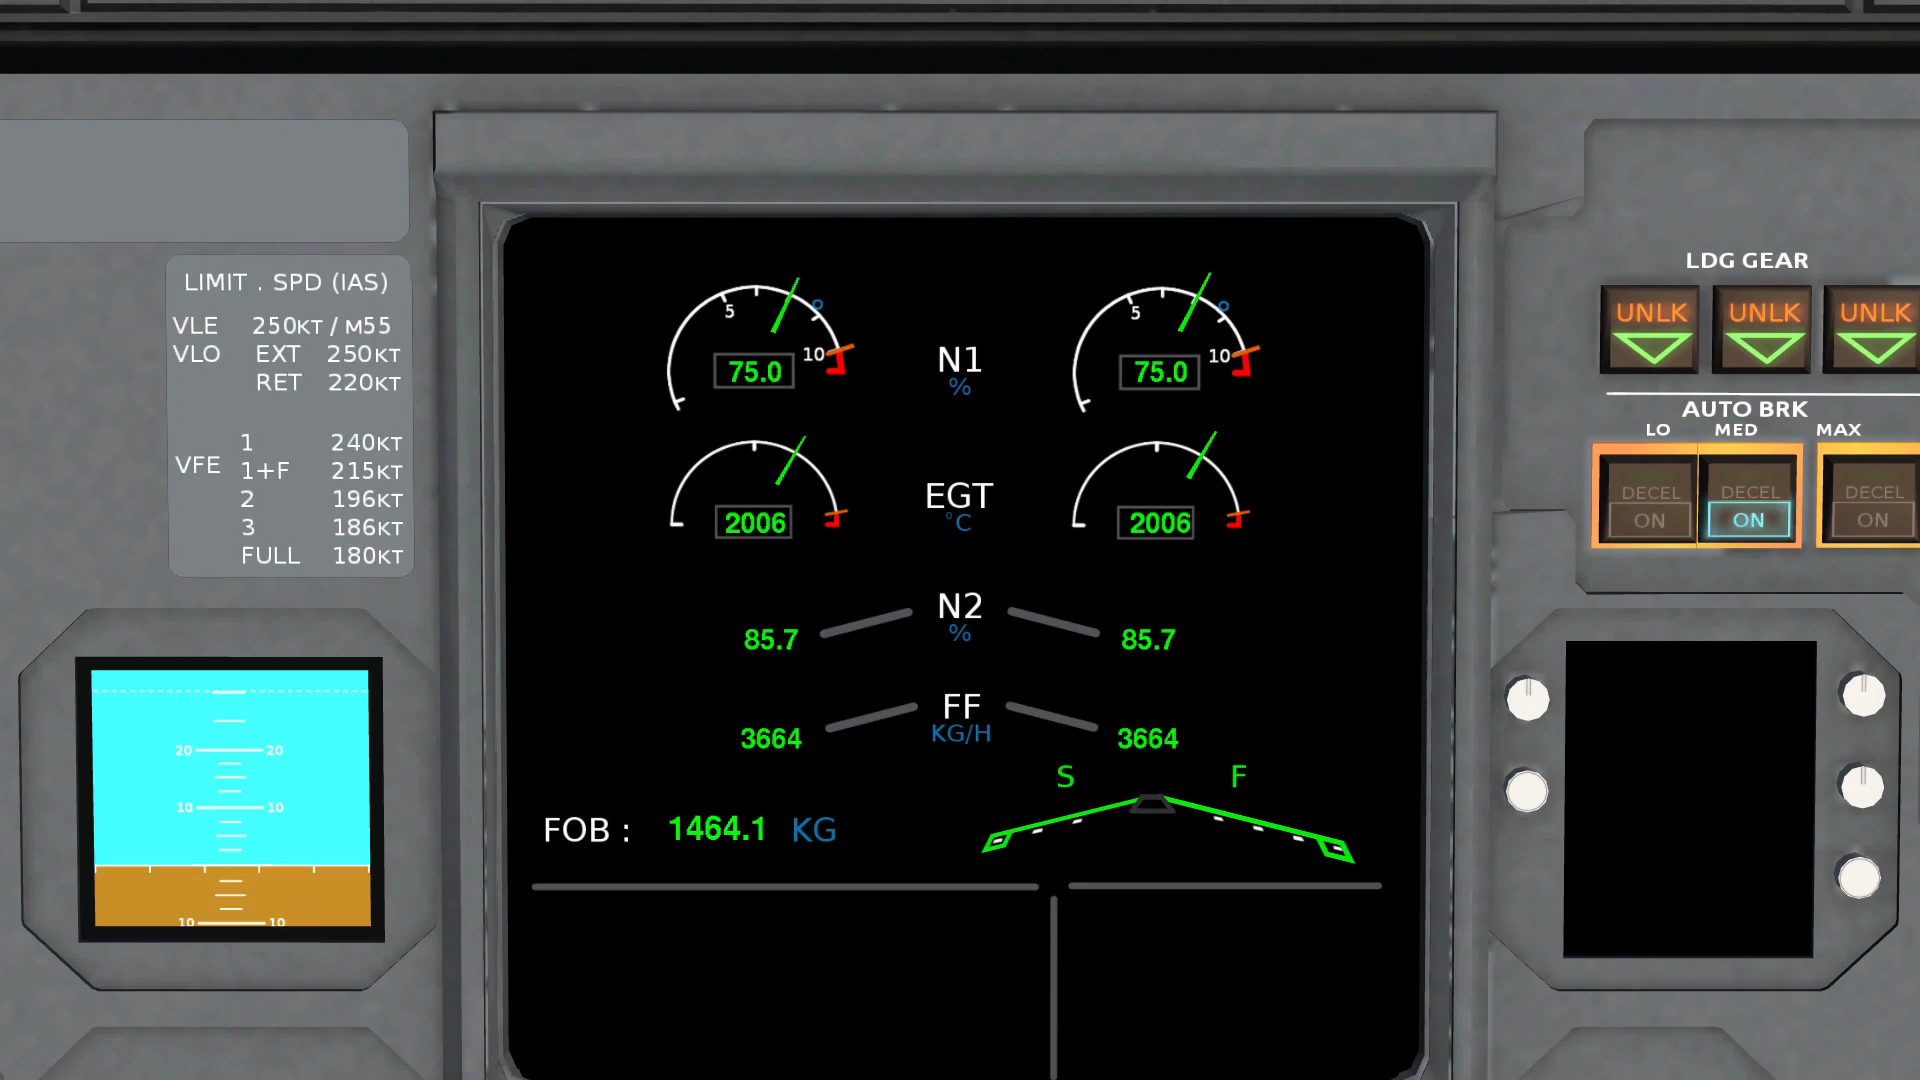 LIMIT . SPD (IAS)
VLE 250KT / M55
VLO EXT 250KT
RET 220KT
VFE
1 240KT
1+F 215KT
2 196KT
3 186KT
FULL 180KT
20 20
10 10
10 10
5
10
75.0
N1
%
5
10
75.0
2006
EGT
°C
2006
85.7
N2
%
85.7
3664
FF
KG/H
3664
S F
FOB : 1464.1 KG
LDG GEAR
UNLK UNLK UNLK
AUTO BRK
LO MED MAX
DECEL DECEL DECEL
ON ON ON